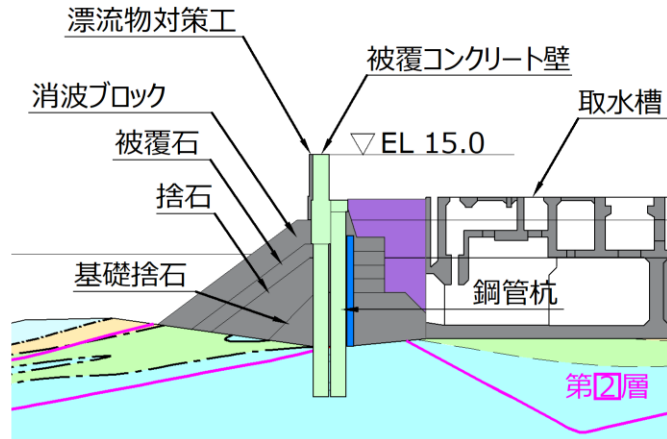 漂流物対策工
被覆コンクリート壁
消波ブロック
取水槽
被覆石
▽ EL 15.0
捨石
基礎捨石
鋼管杭
第2層